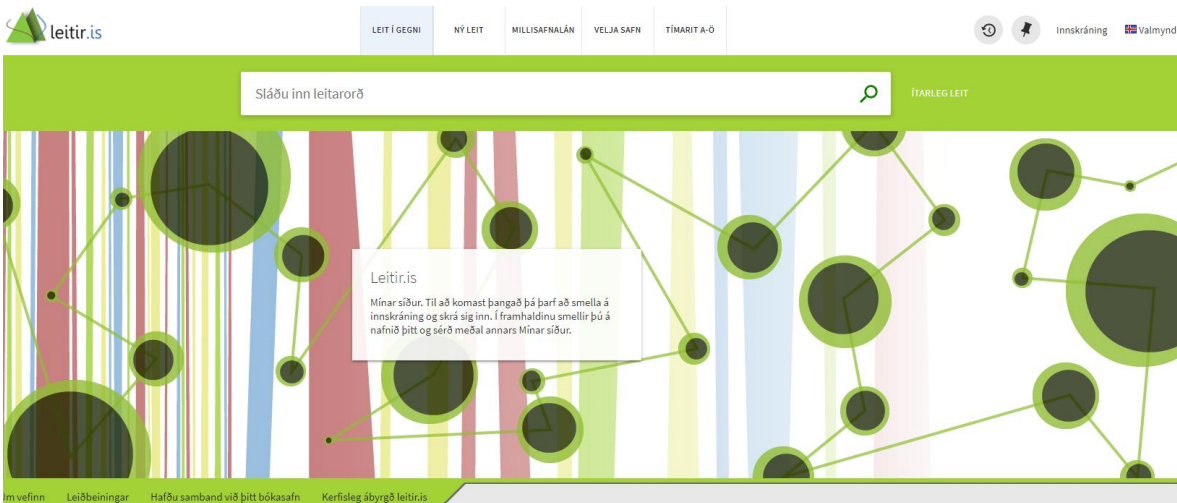 leitir.is
LEIT Í GEGNI
NÝ LEIT
MILLISAFNALÁN
VELJA SAFN
TÍMARIT A-Ö
Innskráning
Valmynd
Sláðu inn leitarorð
ÍTARLEG LEIT
Leitir.is
Mínar síður. Til að komast þangað þá þarf að smella á
innskráning og skrá sig inn. Í framhaldinu smellir þú á
nafnið þitt og sérð meðal annars Mínar síður.
Um vefinn
Leiðbeiningar
Hafðu samband við þitt bókasafn
Kerfisleg ábyrgð leitir.is